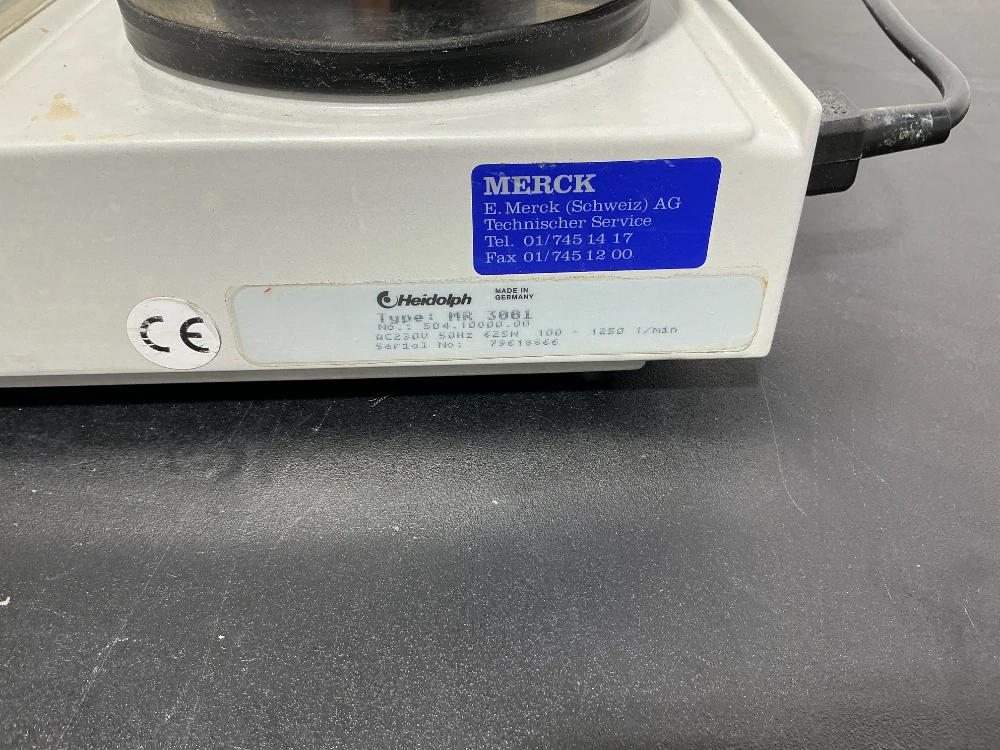 MERCK
E. Merck (Schweiz) AG
Technischer Service
Tel. 01/745 14 17
Fax 01/745 12 00
Heidolph MADE IN
GERMANY
Type: MR 3001
No.: 504.10000.00
AC230V 50Hz 625W 100 - 1250 1/min
Serial No: 79618866
CE